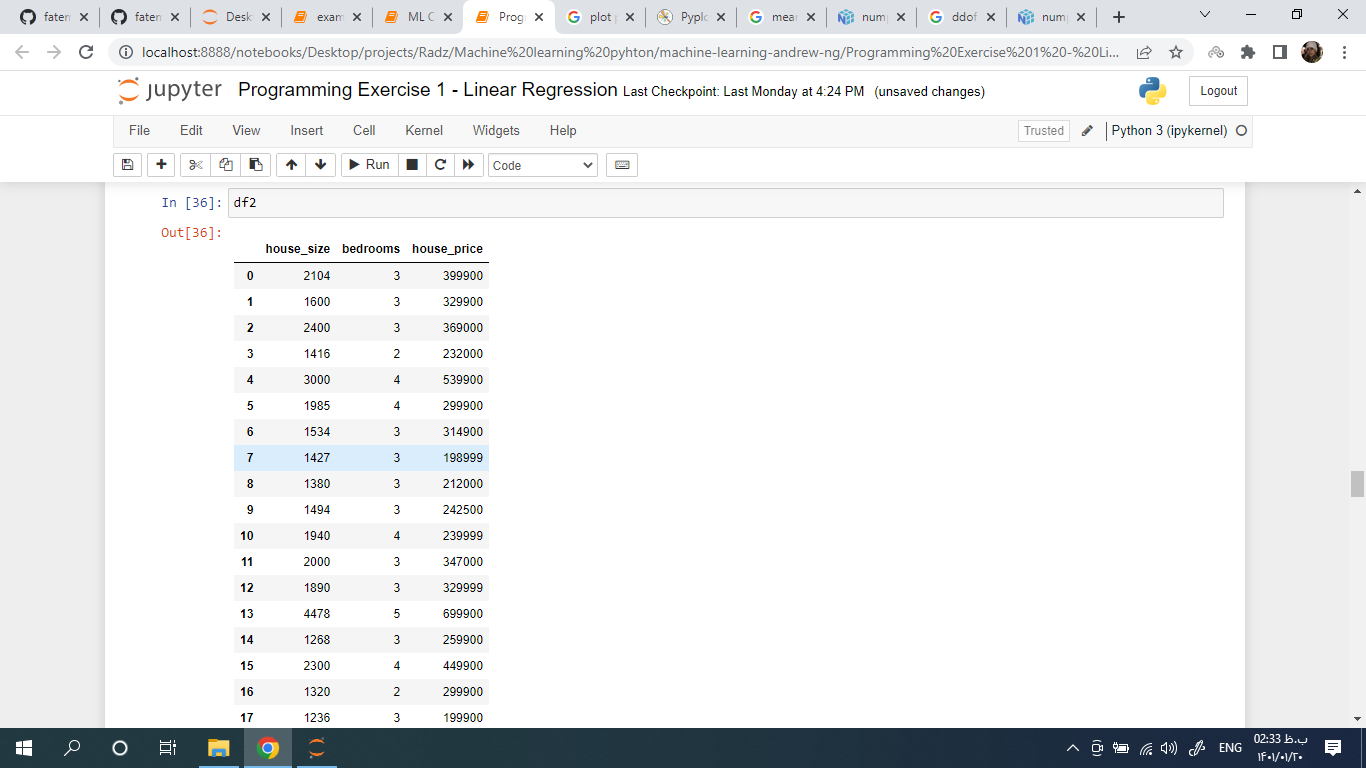 fatem
fatem
Desk
exam
ML C
Prog
plot
Pyplo
mea
num
ddof
num
localhost:8888/notebooks/Desktop/projects/Radz/Machine%20learning%20pyhton/machine-learning-andrew-ng/Programming%20Exercise%201%20-%20Li...
jupyter Programming Exercise 1 - Linear Regression Last Checkpoint: Last Monday at 4:24 PM (unsaved changes)
Logout
File Edit View Insert Cell Kernel Widgets Help
Trusted Python 3 (ipykernel)
Run Code
In [36]: df2
Out[36]:
house_size bedrooms house_price
0 2104 3 399900
1 1600 3 329900
2 2400 3 369000
3 1416 2 232000
4 3000 4 539900
5 1985 4 299900
6 1534 3 314900
7 1427 3 198999
8 1380 3 212000
9 1494 3 242500
10 1940 4 239999
11 2000 3 347000
12 1890 3 329999
13 4478 5 699900
14 1268 3 259900
15 2300 4 449900
16 1320 2 299900
17 1236 3 199900
ENG
02:33 ب.ظ
۱۴۰۱/۰۱/۲۰